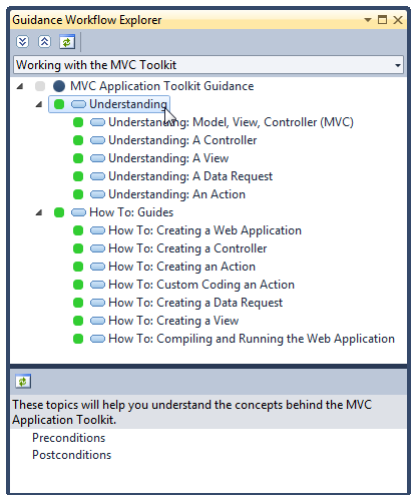 Guidance Workflow Explorer
Working with the MVC Toolkit
MVC Application Toolkit Guidance
Understanding
Understanding: Model, View, Controller (MVC)
Understanding: A Controller
Understanding: A View
Understanding: A Data Request
Understanding: An Action
How To: Guides
How To: Creating a Web Application
How To: Creating a Controller
How To: Creating an Action
How To: Custom Coding an Action
How To: Creating a Data Request
How To: Creating a View
How To: Compiling and Running the Web Application
These topics will help you understand the concepts behind the MVC
Application Toolkit.
Preconditions
Postconditions